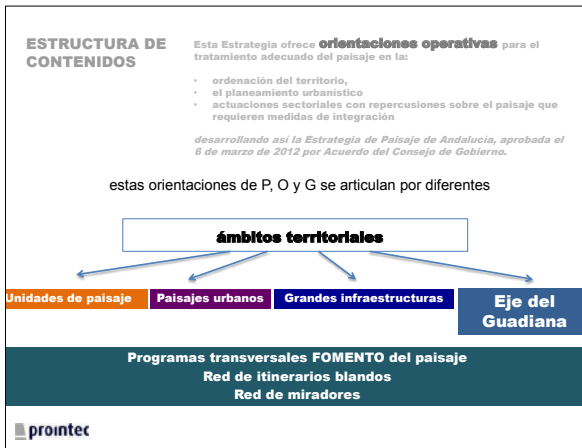 ESTRUCTURA DE
CONTENIDOS
Esta Estrategia ofrece orientaciones operativas para el
tratamiento adecuado del paisaje en la:
• ordenación del territorio,
• el planeamiento urbanístico
• actuaciones sectoriales con repercusiones sobre el paisaje que
requieren medidas de integración
desarrollando así la Estrategia de Paisaje de Andalucía, aprobada el
6 de marzo de 2012 por Acuerdo del Consejo de Gobierno.
estas orientaciones de P, O y G se articulan por diferentes
ámbitos territoriales
Unidades de paisaje
Paisajes urbanos
Grandes infraestructuras
Eje del
Guadiana
Programas transversales FOMENTO del paisaje
Red de itinerarios blandos
Red de miradores
prointec